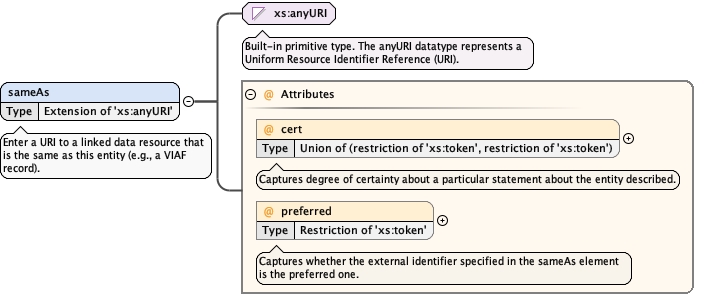 xs:anyURI
Built-in primitive type. The anyURI datatype represents a
Uniform Resource Identifier Reference (URI).
sameAs
Type Extension of 'xs:anyURI'
Enter a URI to a linked data resource that
is the same as this entity (e.g., a VIAF
record).
@ Attributes
@ cert
Type Union of (restriction of 'xs:token', restriction of 'xs:token')
Captures degree of certainty about a particular statement about the entity described.
@ preferred
Type Restriction of 'xs:token'
Captures whether the external identifier specified in the sameAs element
is the preferred one.